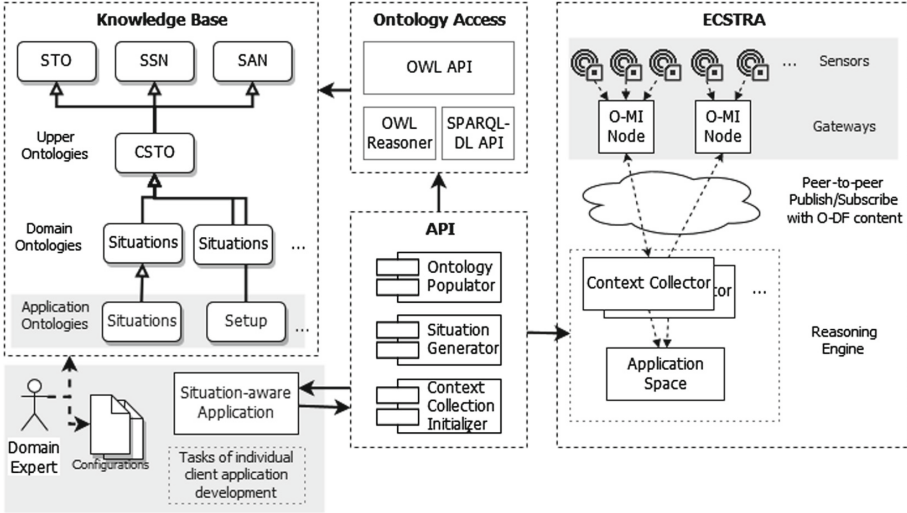 Knowledge Base
STO
SSN
SAN
Upper
Ontologies
CSTO
Domain
Ontologies
Situations
Situations
...
Application
Ontologies
Situations
Setup
...
Domain
Expert
Configurations
Situation-aware
Application
Tasks of individual
client application
development
Ontology Access
OWL API
OWL
Reasoner
SPARQL-
DL API
API
Ontology
Populator
Situation
Generator
Context
Collection
Initializer
ECSTRA
...
Sensors
O-MI
Node
O-MI
Node
Gateways
Peer-to-peer
Publish/Subscribe
with O-DF content
Context Collector
tor
...
Reasoning
Engine
Application
Space